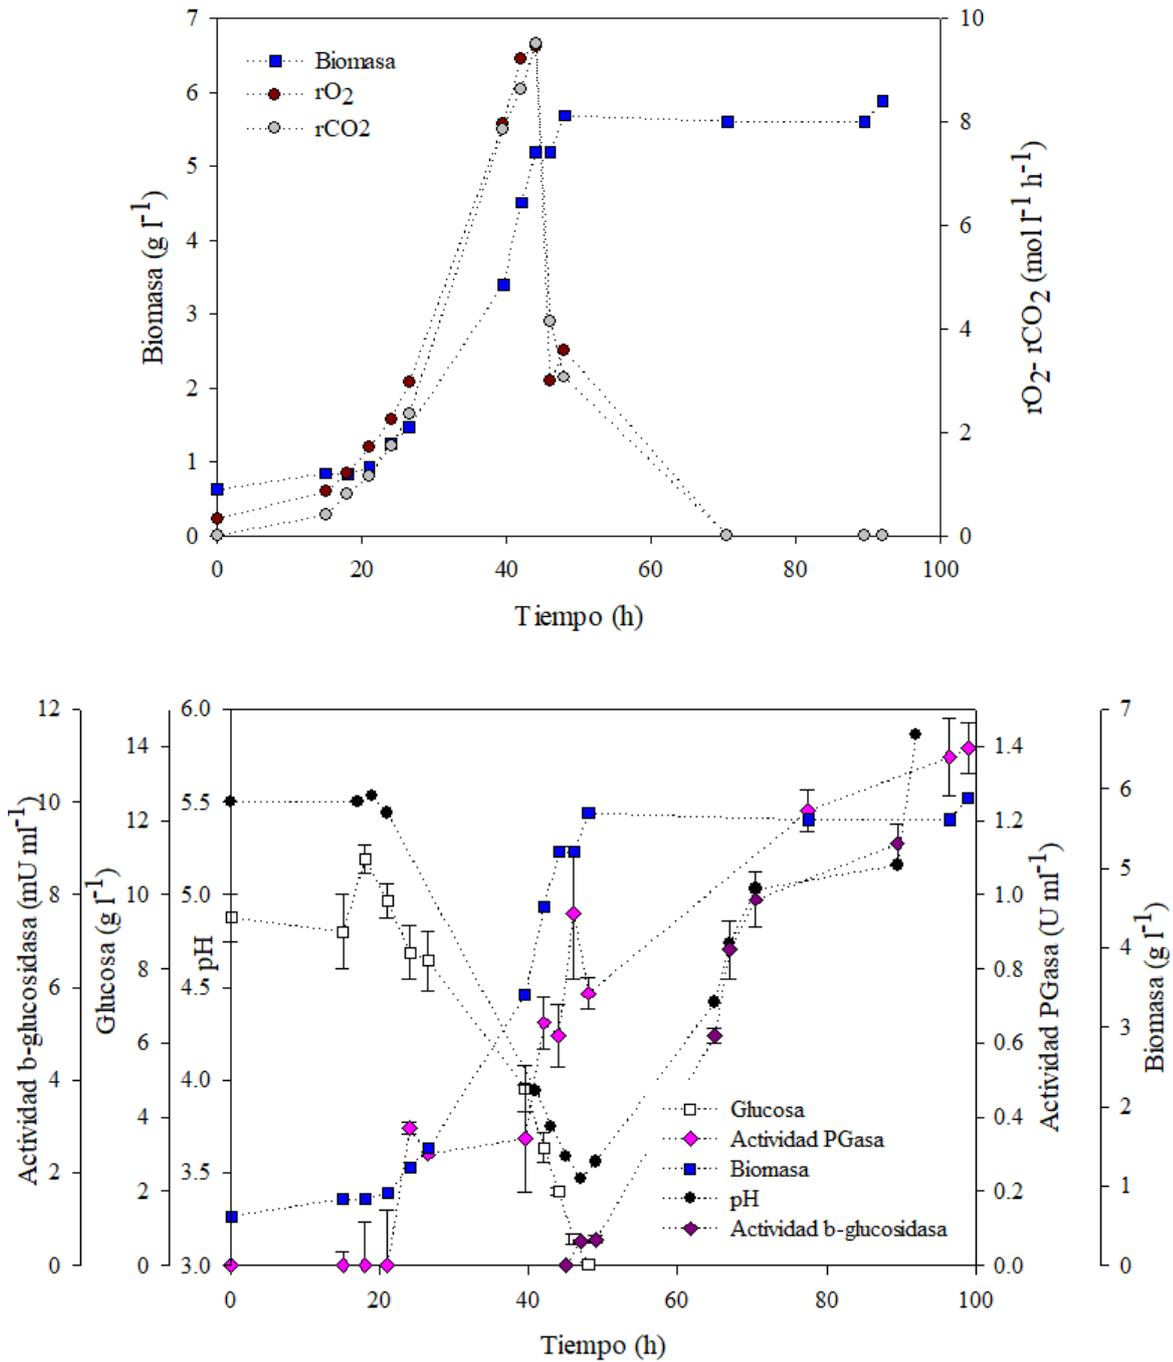 7
6
5
4
3
2
1
0
Biomasa (g l-1)
Biomasa
rO2
rCO2
10
8
6
4
2
0
rO2- rCO2 (mol l-1 h-1)
0 20 40 60 80 100
Tiempo (h)
12
10
8
6
4
2
0
Actividad b-glucosidasa (mU ml-1)
14
12
10
8
6
4
2
0
Glucosa (g l-1)
6.0
5.5
5.0
4.5
4.0
3.5
3.0
pH
Glucosa
Actividad PGasa
Biomasa
pH
Actividad b-glucosidasa
1.4
1.2
1.0
0.8
0.6
0.4
0.2
0.0
Actividad PGasa (U ml-1)
7
6
5
4
3
2
1
0
Biomasa (g l-1)
0 20 40 60 80 100
Tiempo (h)